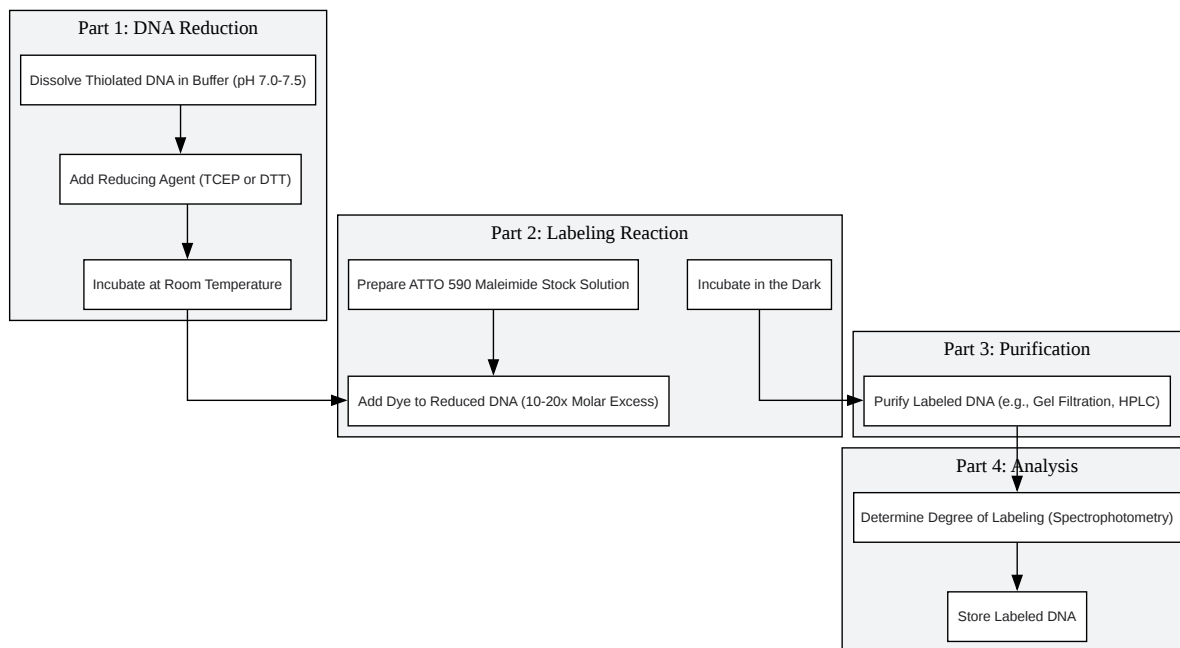 Part 1: DNA Reduction
Dissolve Thiolated DNA in Buffer (pH 7.0-7.5)
Add Reducing Agent (TCEP or DTT)
Incubate at Room Temperature
Part 2: Labeling Reaction
Prepare ATTO 590 Maleimide Stock Solution
Incubate in the Dark
Add Dye to Reduced DNA (10-20x Molar Excess)
Part 3: Purification
Purify Labeled DNA (e.g., Gel Filtration, HPLC)
Part 4: Analysis
Determine Degree of Labeling (Spectrophotometry)
Store Labeled DNA